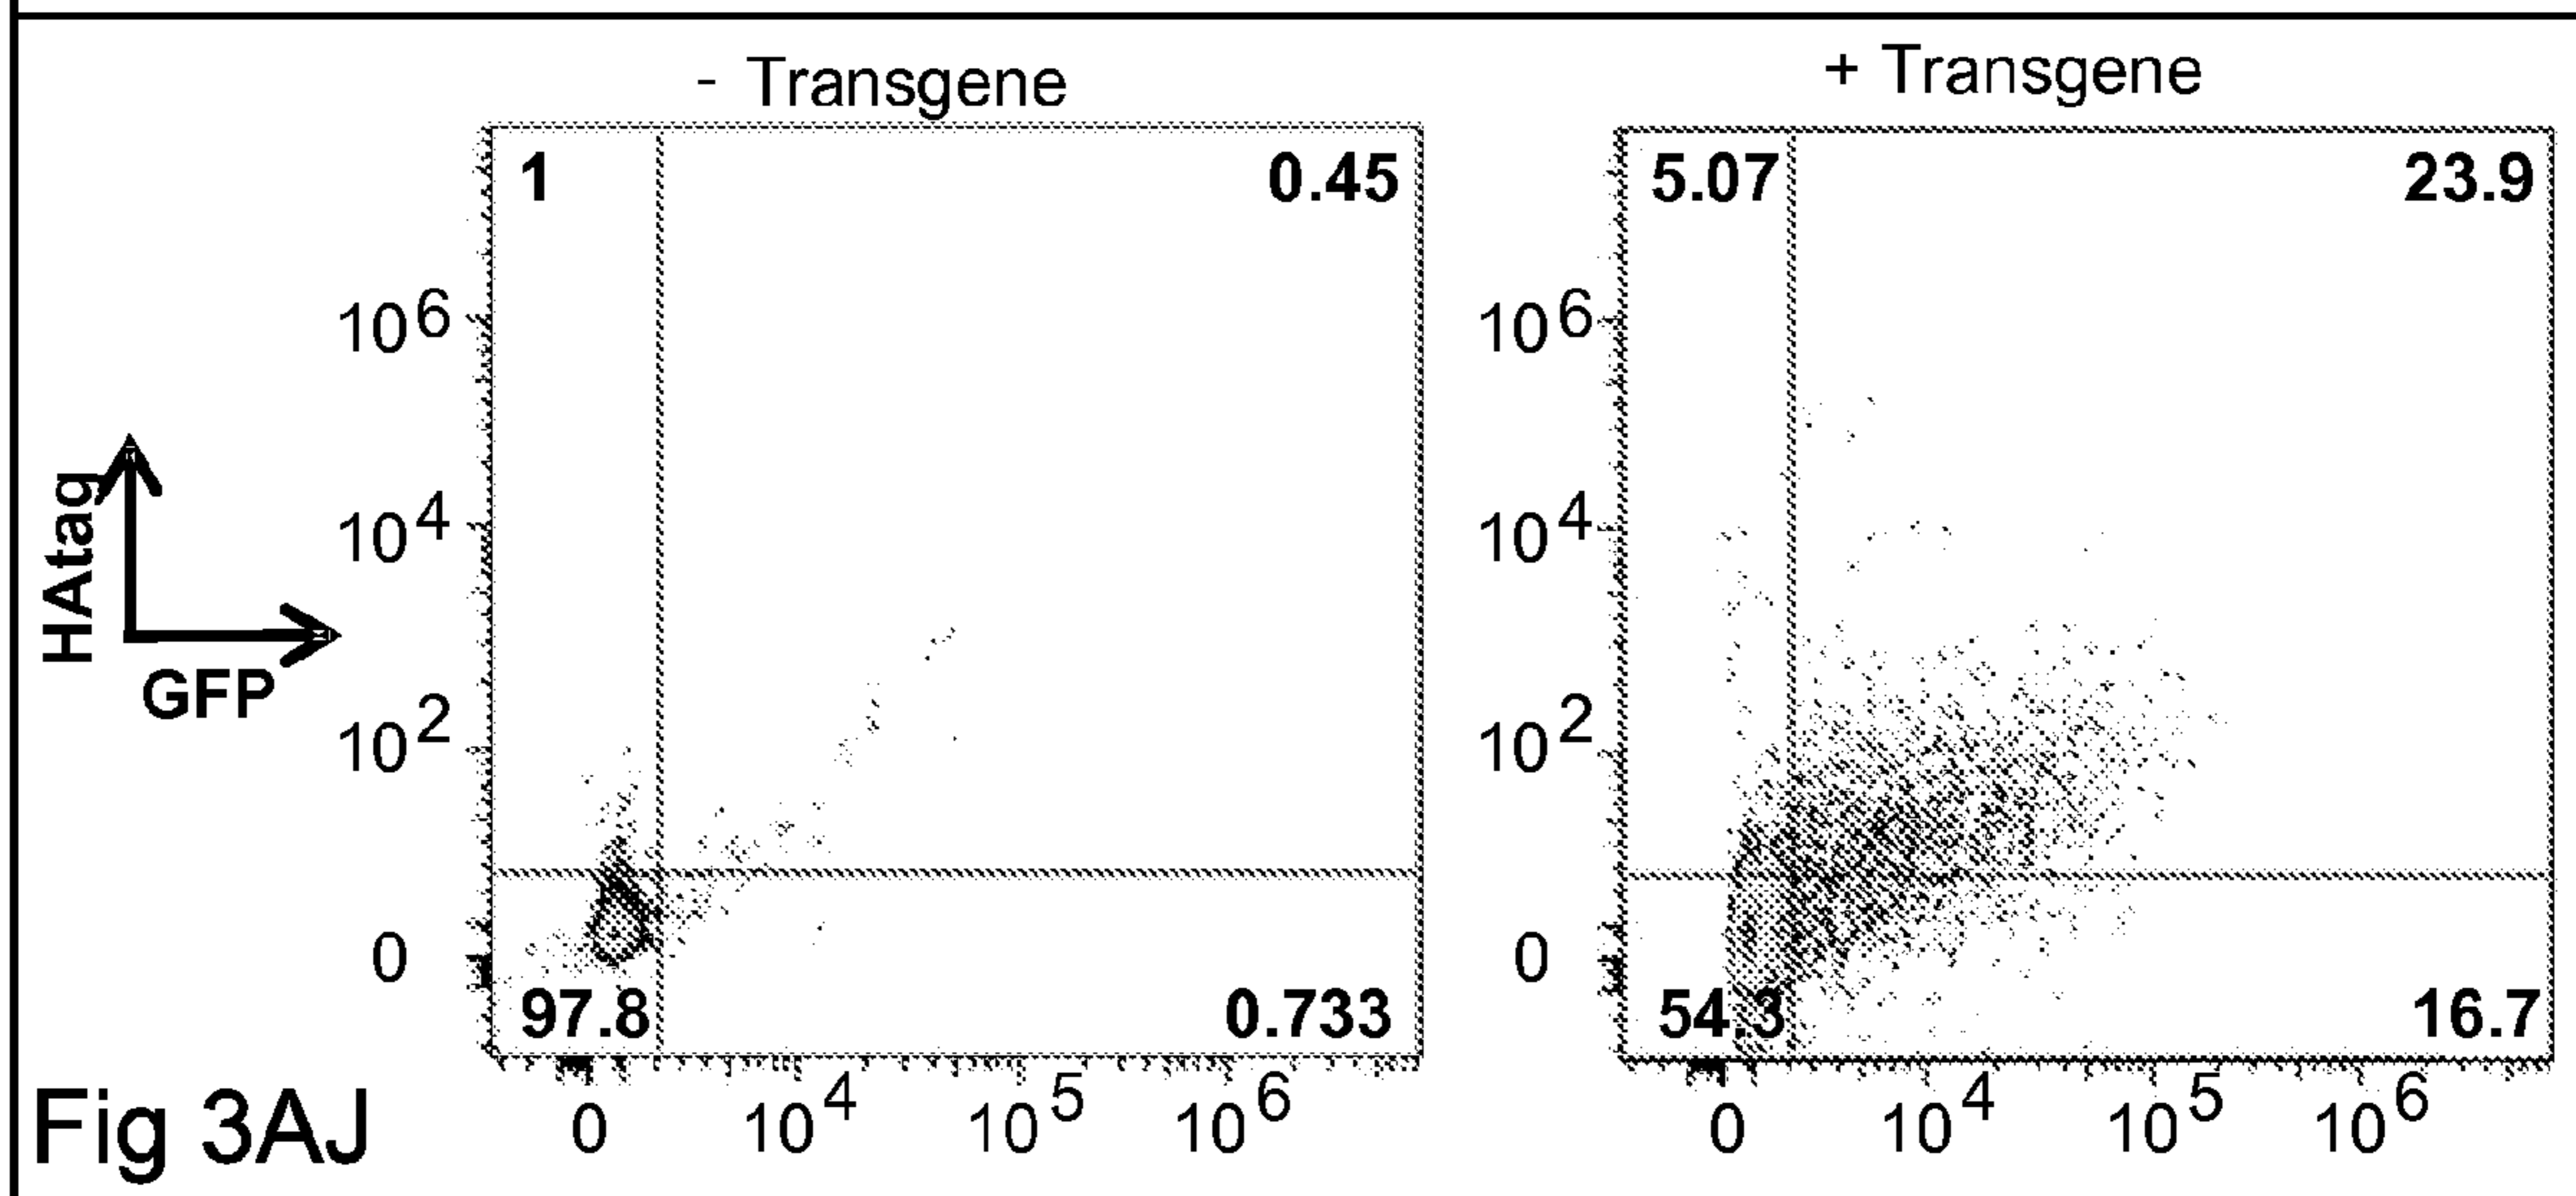 - Transgene
+ Transgene
1
0.45
5.07
23.9
10^6
10^6
10^4
10^4
HAtag
GFP
10^2
10^2
0
0
97.8
0.733
54.3
16.7
0 10^4 10^5 10^6
0 10^4 10^5 10^6
Fig 3AJ